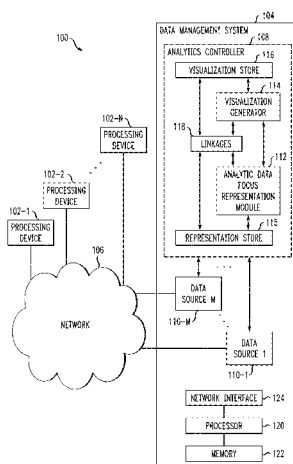 100
104
DATA MANAGEMENT SYSTEM
108
ANALYTICS CONTROLLER
116
VISUALIZATION STORE
114
VISUALIZATION
GENERATOR
118
LINKAGES
112
ANALYTIC DATA
FOCUS
REPRESENTATION
MODULE
115
REPRESENTATION STORE
102-N
PROCESSING
DEVICE
102-2
PROCESSING
DEVICE
102-1
PROCESSING
DEVICE
106
NETWORK
DATA
SOURCE M
110-M
DATA
SOURCE 1
110-1
NETWORK INTERFACE
124
PROCESSOR
120
MEMORY
122